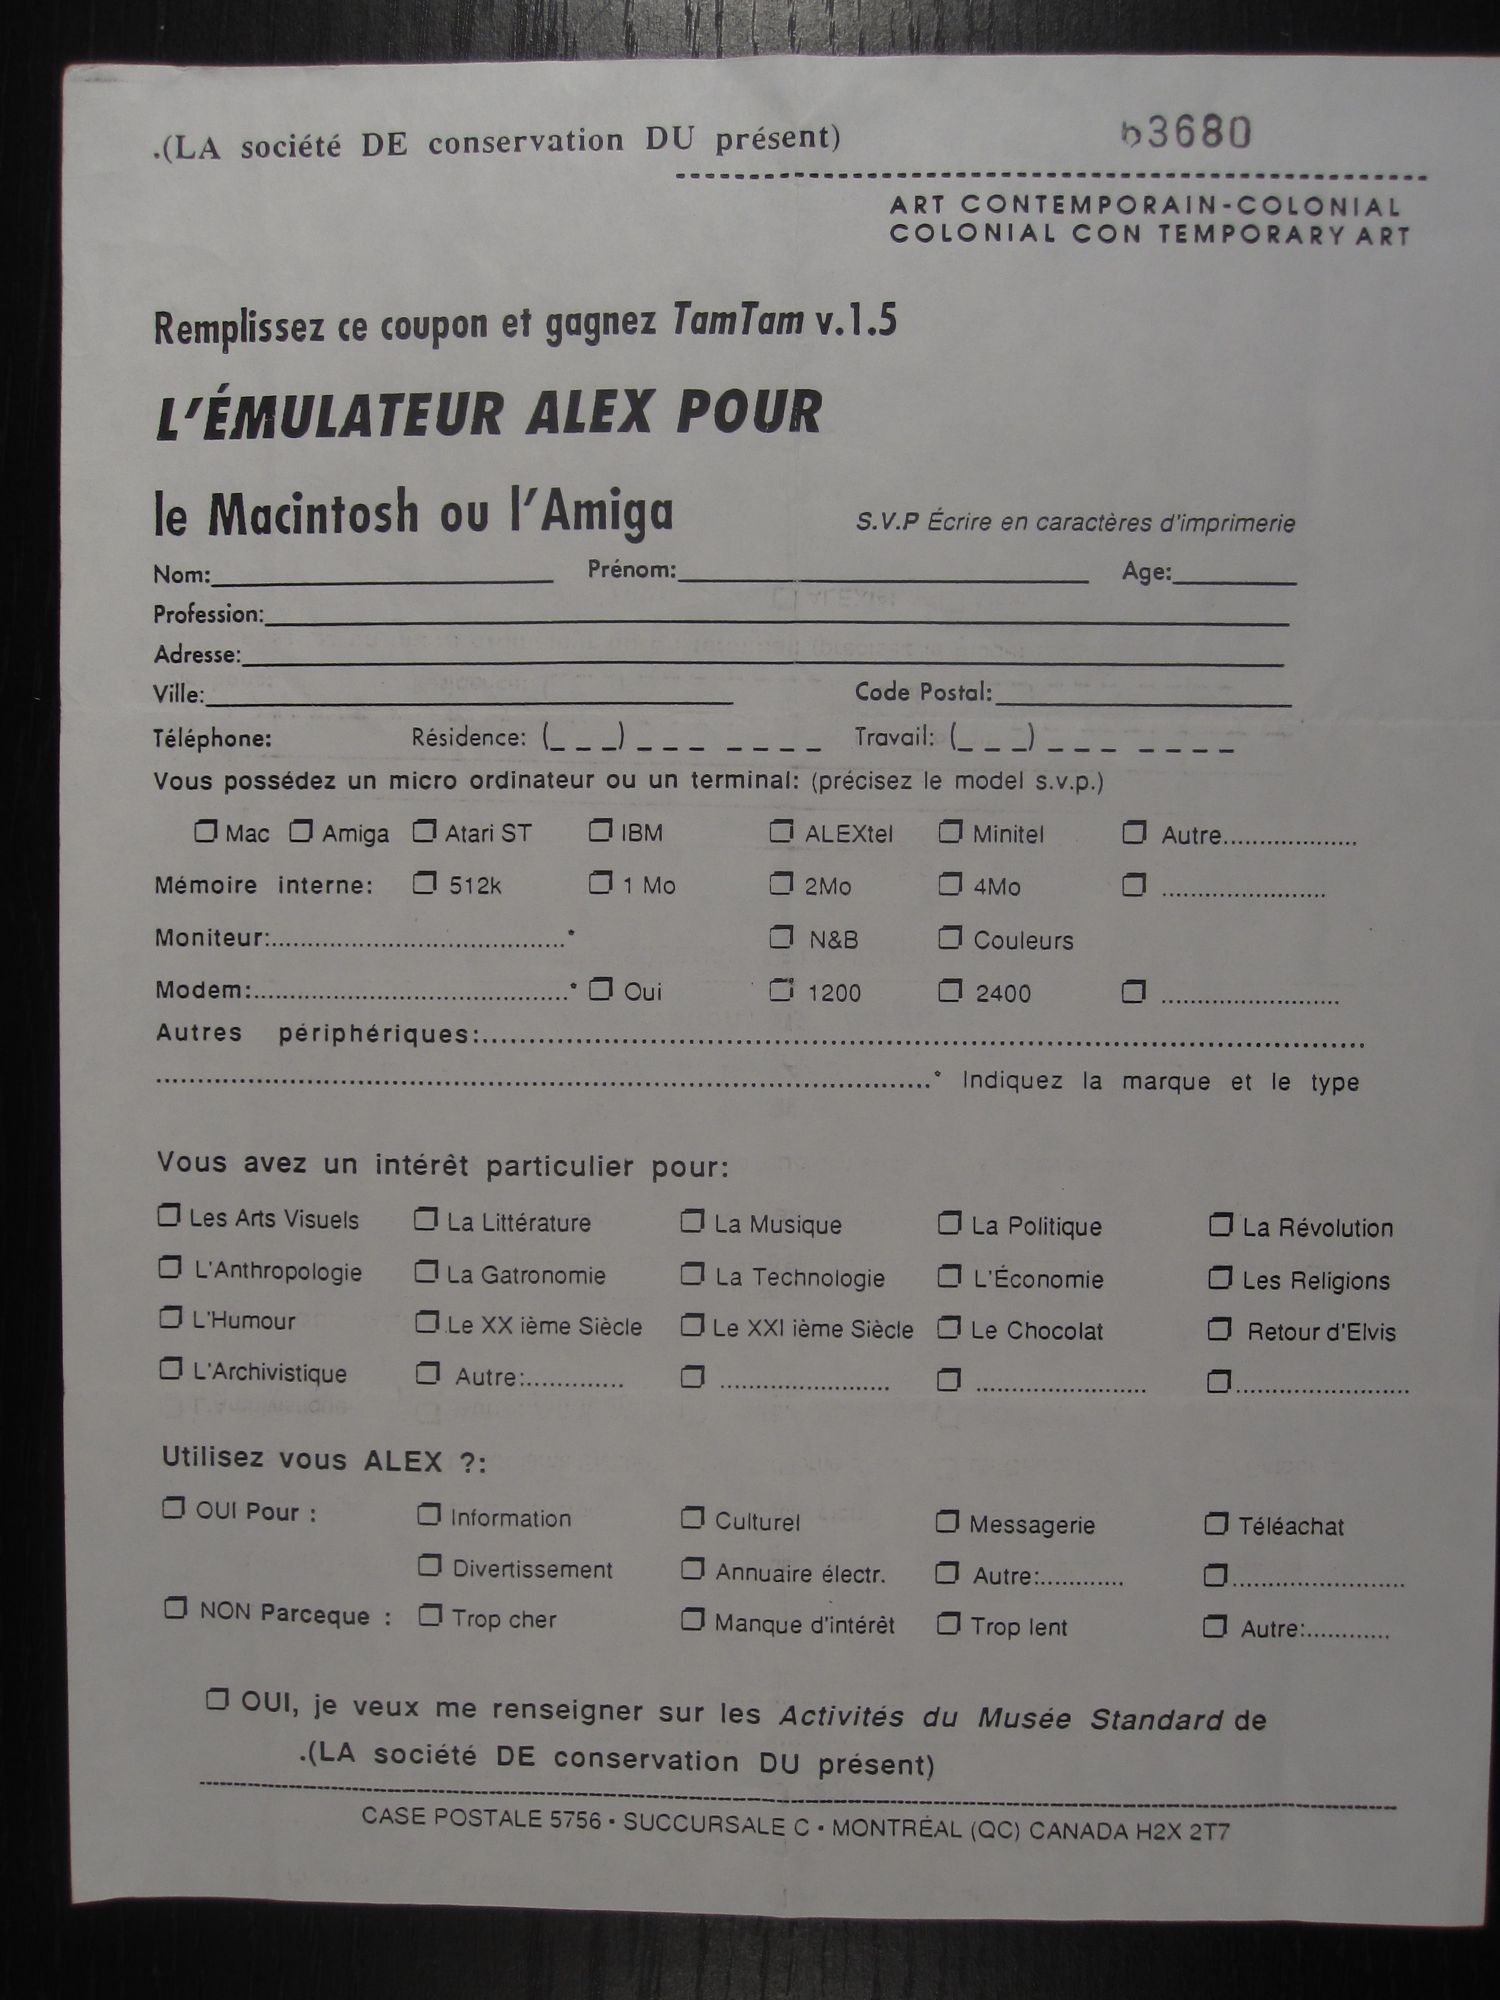 .(LA société DE conservation DU présent)
3680
ART CONTEMPORAIN-COLONIAL
COLONIAL CON TEMPORARY ART
Remplissez ce coupon et gagnez TamTam v.1.5
L'ÉMULATEUR ALEX POUR
le Macintosh ou l'Amiga
S.V.P Écrire en caractères d'imprimerie
Nom: Prénom: Age:
Profession:
Adresse:
Ville: Code Postal:
Téléphone: Résidence: (_ _ _) _ _ _ _ _ _ _ Travail: (_ _ _) _ _ _ _ _ _ _
Vous possédez un micro ordinateur ou un terminal: (précisez le model s.v.p.)
Mac Amiga Atari ST IBM ALEXtel Minitel Autre...................
Mémoire interne: 512k 1 Mo 2Mo 4Mo .......................
Moniteur:.........................................* N&B Couleurs
Modem:............................................* Oui 1200 2400 .........................
Autres périphériques:..............................................................
..............................................................* Indiquez la marque et le type
Vous avez un intérêt particulier pour:
Les Arts Visuels La Littérature La Musique La Politique La Révolution
L'Anthropologie La Gatronomie La Technologie L'Économie Les Religions
L'Humour Le XX ième Siècle Le XXI ième Siècle Le Chocolat Retour d'Elvis
L'Archivistique Autre:............. ........................ ........................ ........................
Utilisez vous ALEX ?:
OUI Pour : Information Culturel Messagerie Téléachat
Divertissement Annuaire électr. Autre:............ ........................
NON Parceque : Trop cher Manque d'intérêt Trop lent Autre:............
OUI, je veux me renseigner sur les Activités du Musée Standard de
.(LA société DE conservation DU présent)
CASE POSTALE 5756 • SUCCURSALE C • MONTRÉAL (QC) CANADA H2X 2T7